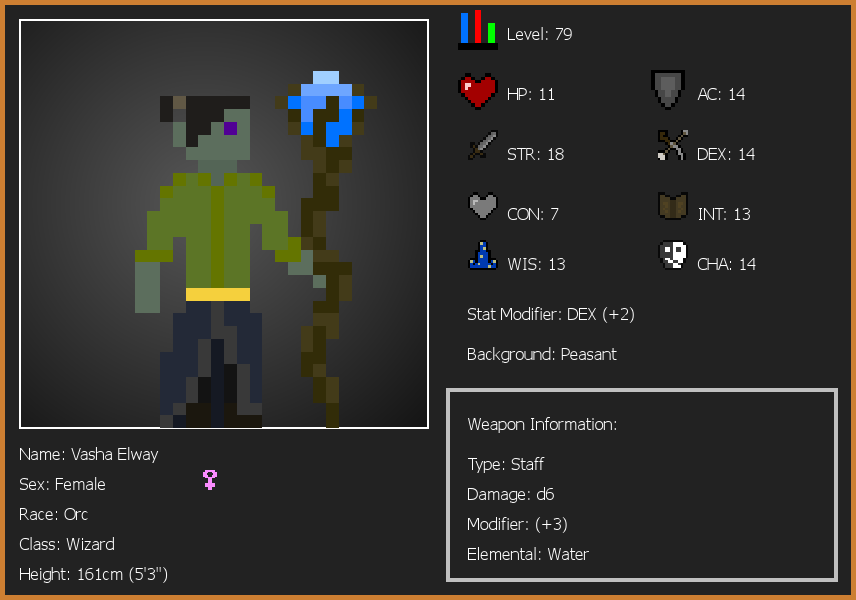 Level: 79
HP: 11
AC: 14
STR: 18
DEX: 14
CON: 7
INT: 13
WIS: 13
CHA: 14
Stat Modifier: DEX (+2)
Background: Peasant
Weapon Information:
Type: Staff
Damage: d6
Modifier: (+3)
Elemental: Water
Name: Vasha Elway
Sex: Female
Race: Orc
Class: Wizard
Height: 161cm (5'3")